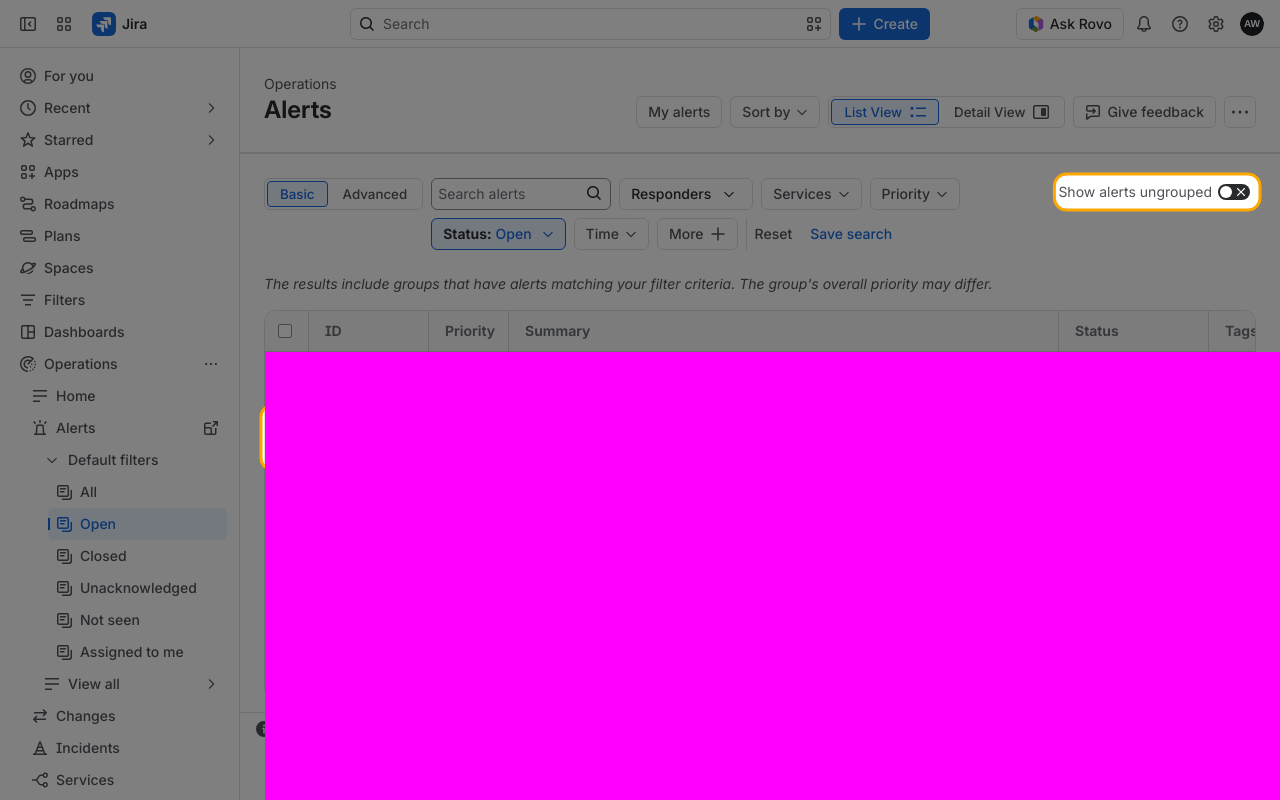 Jira
Search
Create
Ask Rovo
AW
For you
Recent
Starred
Apps
Roadmaps
Plans
Spaces
Filters
Dashboards
Operations
Home
Alerts
Default filters
All
Open
Closed
Unacknowledged
Not seen
Assigned to me
View all
Changes
Incidents
Services
Operations
Alerts
My alerts
Sort by
List View
Detail View
Give feedback
Basic
Advanced
Search alerts
Responders
Services
Priority
Show alerts ungrouped
Status: Open
Time
More
Reset
Save search
The results include groups that have alerts matching your filter criteria. The group's overall priority may differ.
ID Priority Summary Status Tags